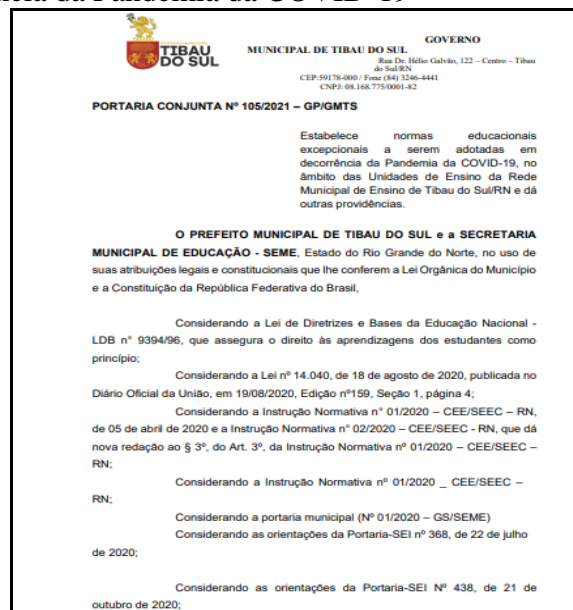 TIBAU
DO SUL
GOVERNO
MUNICIPAL DE TIBAU DO SUL
Rua Dr. Hélio Galvão, 122 – Centro – Tibau
do Sul/RN
CEP:59178-000 / Fone (84) 3246-4441
CNPJ: 08.168.775/0001-82
PORTARIA CONJUNTA Nº 105/2021 – GP/GMTS
Estabelece normas educacionais
excepcionais a serem adotadas em
decorrência da Pandemia da COVID-19, no
âmbito das Unidades de Ensino da Rede
Municipal de Ensino de Tibau do Sul/RN e dá
outras providências.
O PREFEITO MUNICIPAL DE TIBAU DO SUL e a SECRETARIA
MUNICIPAL DE EDUCAÇÃO - SEME, Estado do Rio Grande do Norte, no uso de
suas atribuições legais e constitucionais que lhe conferem a Lei Orgânica do Município
e a Constituição da República Federativa do Brasil,
Considerando a Lei de Diretrizes e Bases da Educação Nacional -
LDB n° 9394/96, que assegura o direito às aprendizagens dos estudantes como
princípio;
Considerando a Lei nº 14.040, de 18 de agosto de 2020, publicada no
Diário Oficial da União, em 19/08/2020, Edição nº159, Seção 1, página 4;
Considerando a Instrução Normativa n° 01/2020 – CEE/SEEC – RN,
de 05 de abril de 2020 e a Instrução Normativa n° 02/2020 – CEE/SEEC - RN, que dá
nova redação ao § 3º, do Art. 3º, da Instrução Normativa nº 01/2020 – CEE/SEEC –
RN;
Considerando a Instrução Normativa nº 01/2020 _ CEE/SEEC –
RN;
Considerando a portaria municipal (Nº 01/2020 – GS/SEME)
Considerando as orientações da Portaria-SEI nº 368, de 22 de julho
de 2020;
Considerando as orientações da Portaria-SEI Nº 438, de 21 de
outubro de 2020;